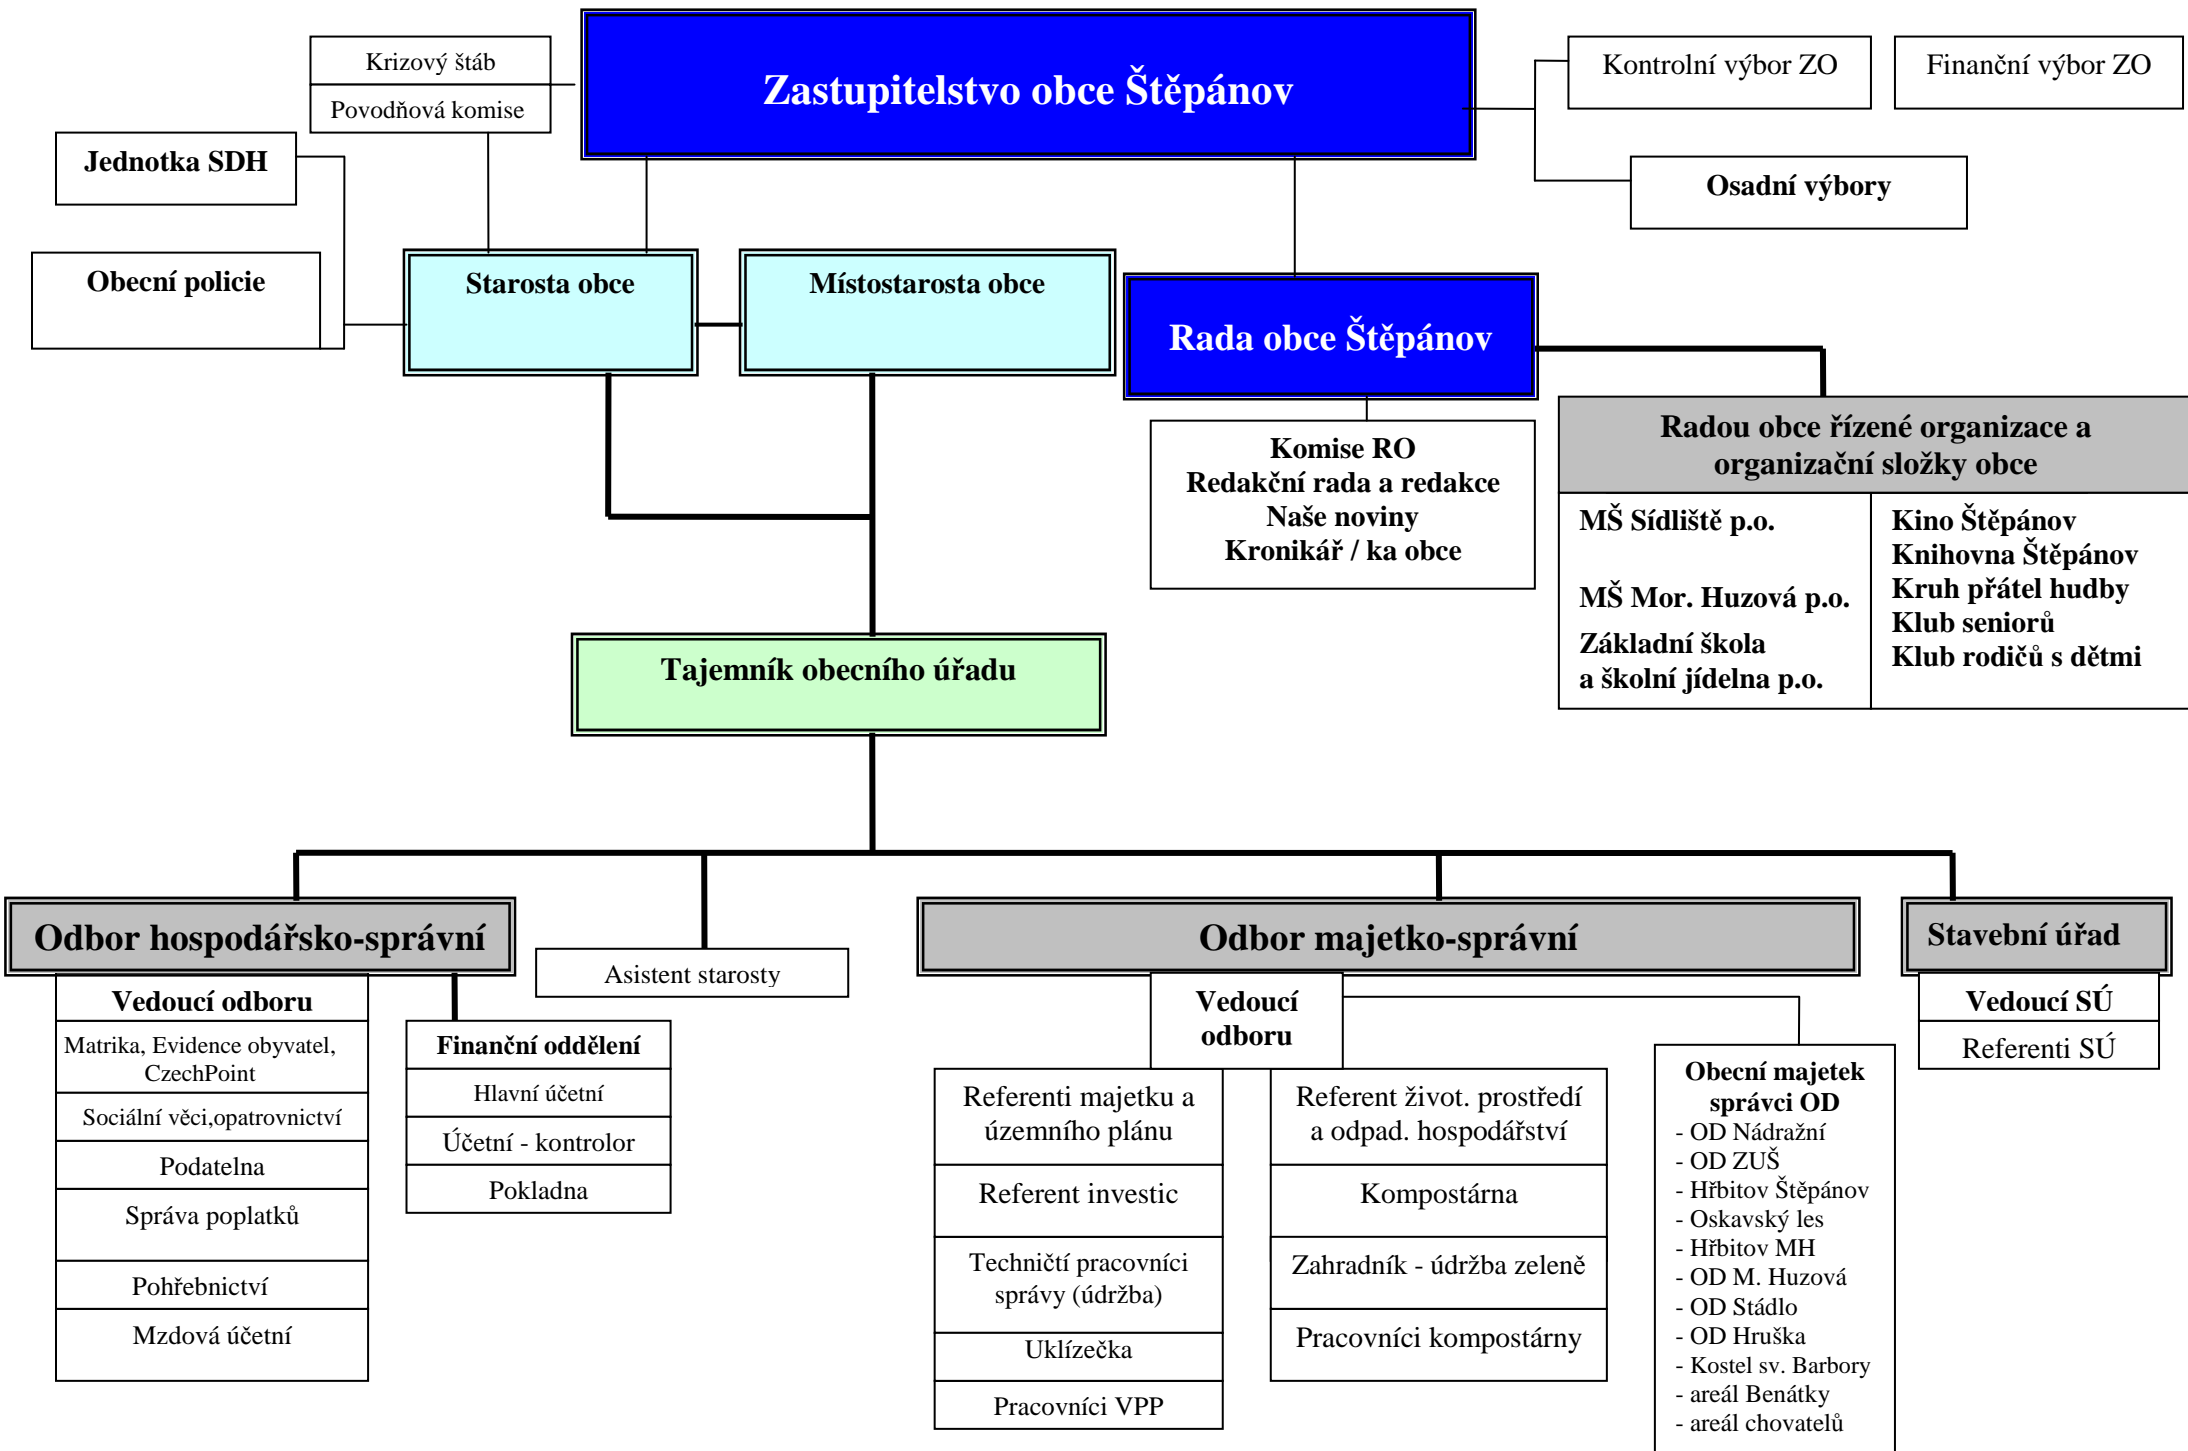 Krizový štáb
Povodňová komise
Zastupitelstvo obce Štěpánov
Kontrolní výbor ZO
Finanční výbor ZO
Jednotka SDH
Osadní výbory
Obecní policie
Starosta obce
Místostarosta obce
Rada obce Štěpánov
Komise RO
Redakční rada a redakce
Naše noviny
Kronikář / ka obce
Radou obce řízené organizace a
organizační složky obce
MŠ Sídliště p.o.
MŠ Mor. Huzová p.o.
Základní škola
a školní jídelna p.o.
Kino Štěpánov
Knihovna Štěpánov
Kruh přátel hudby
Klub seniorů
Klub rodičů s dětmi
Tajemník obecního úřadu
Odbor hospodářsko-správní
Vedoucí odboru
Matrika, Evidence obyvatel,
CzechPoint
Sociální věci,opatrovnictví
Podatelna
Správa poplatků
Pohřebnictví
Mzdová účetní
Finanční oddělení
Hlavní účetní
Účetní - kontrolor
Pokladna
Asistent starosty
Odbor majetko-správní
Vedoucí
odboru
Referenti majetku a
územního plánu
Referent investic
Techničtí pracovníci
správy (údržba)
Uklízečka
Pracovníci VPP
Referent život. prostředí
a odpad. hospodářství
Kompostárna
Zahradník - údržba zeleně
Pracovníci kompostárny
Obecní majetek
správci OD
- OD Nádražní
- OD ZUŠ
- Hřbitov Štěpánov
- Oskavský les
- Hřbitov MH
- OD M. Huzová
- OD Stádlo
- OD Hruška
- Kostel sv. Barbory
- areál Benátky
- areál chovatelů
Stavební úřad
Vedoucí SÚ
Referenti SÚ